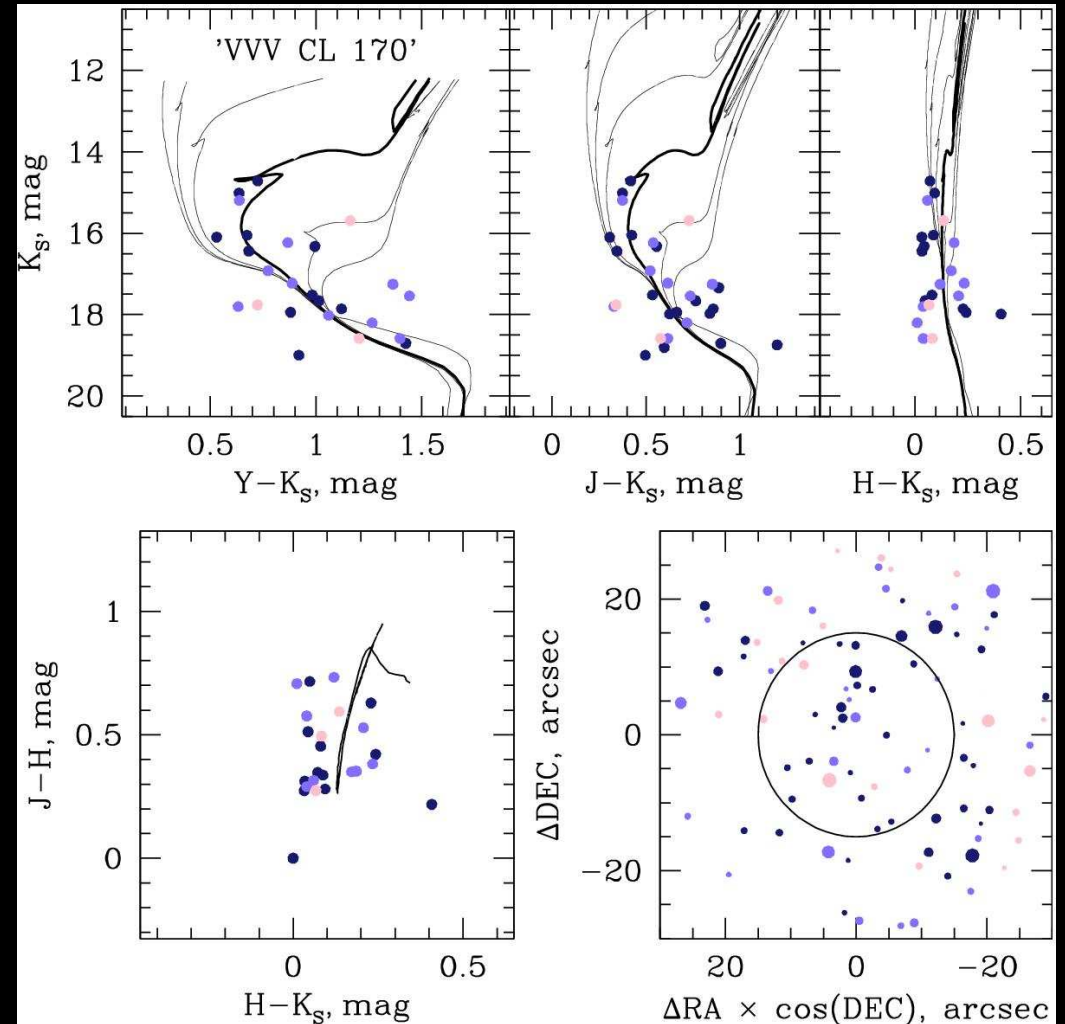 'VVV CL 170'
K_S, mag
12
14
16
18
20
0.5 1 1.5
Y−K_S, mag
0 0.5 1
J−K_S, mag
0 0.5
H−K_S, mag
J−H, mag
1
0.5
0
0 0.5
H−K_S, mag
ΔDEC, arcsec
20
0
−20
20 0 −20
ΔRA × cos(DEC), arcsec